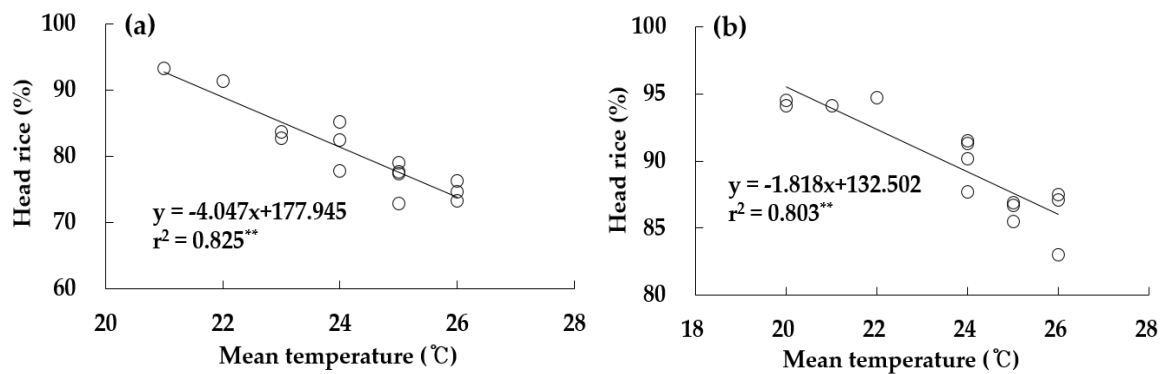 (a)
Head rice (%)
100
90
80
70
60
y = -4.047x+177.945
r² = 0.825**
20 22 24 26 28
Mean temperature (℃)
(b)
Head rice (%)
100
95
90
85
80
y = -1.818x+132.502
r² = 0.803**
18 20 22 24 26 28
Mean temperature (℃)